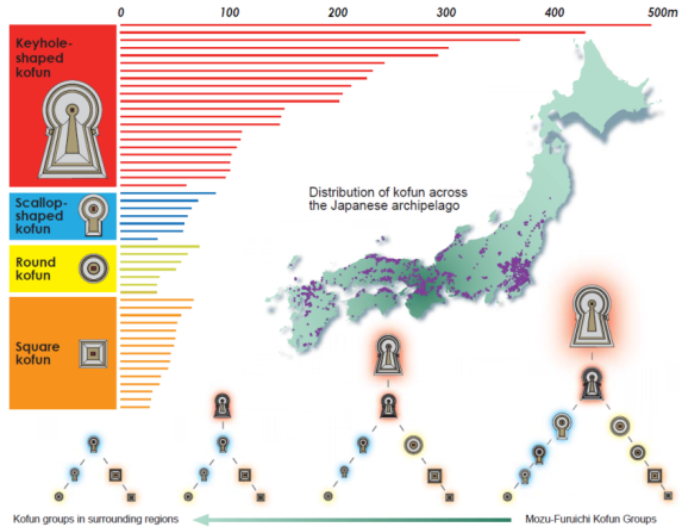 0 100 200 300 400 500m
Keyhole-
shaped
kofun
Scallop-
shaped
kofun
Round
kofun
Square
kofun
Distribution of kofun across
the Japanese archipelago
Kofun groups in surrounding regions
Mozu-Furuichi Kofun Groups